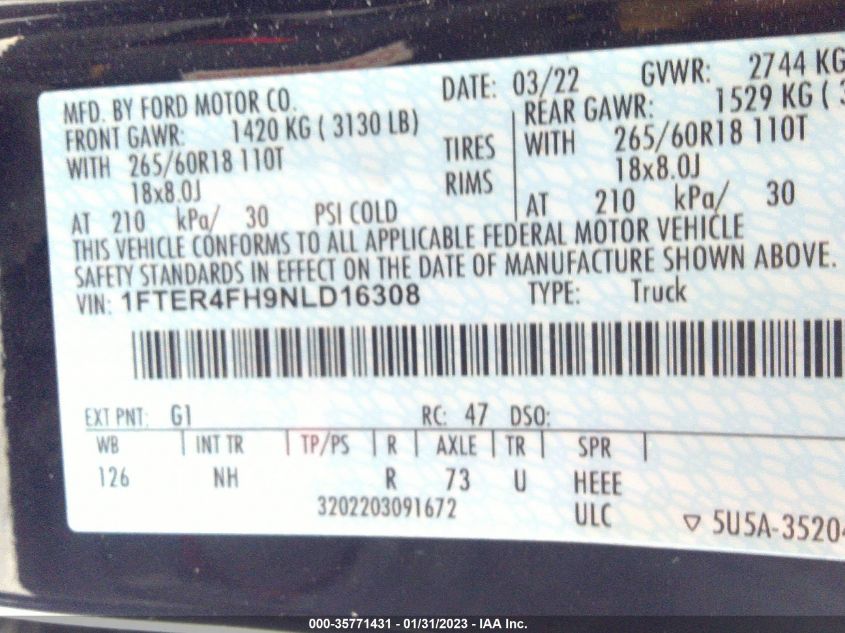 MFD. BY FORD MOTOR CO. DATE: 03/22 GVWR: 2744 KG
FRONT GAWR: 1420 KG ( 3130 LB) REAR GAWR: 1529 KG ( 3
WITH 265/60R18 110T TIRES WITH 265/60R18 110T
18x8.0J RIMS 18x8.0J
AT 210 kPa/ 30 PSI COLD AT 210 kPa/ 30
THIS VEHICLE CONFORMS TO ALL APPLICABLE FEDERAL MOTOR VEHICLE
SAFETY STANDARDS IN EFFECT ON THE DATE OF MANUFACTURE SHOWN ABOVE.
VIN: 1FTER4FH9NLD16308 TYPE: Truck
EXT PNT: G1 RC: 47 DSO:
WB INT TR TP/PS R AXLE TR SPR
126 NH R 73 U HEEE
3202203091672 ULC
▽ 5U5A-35204
000-35771431 - 01/31/2023 - IAA Inc.